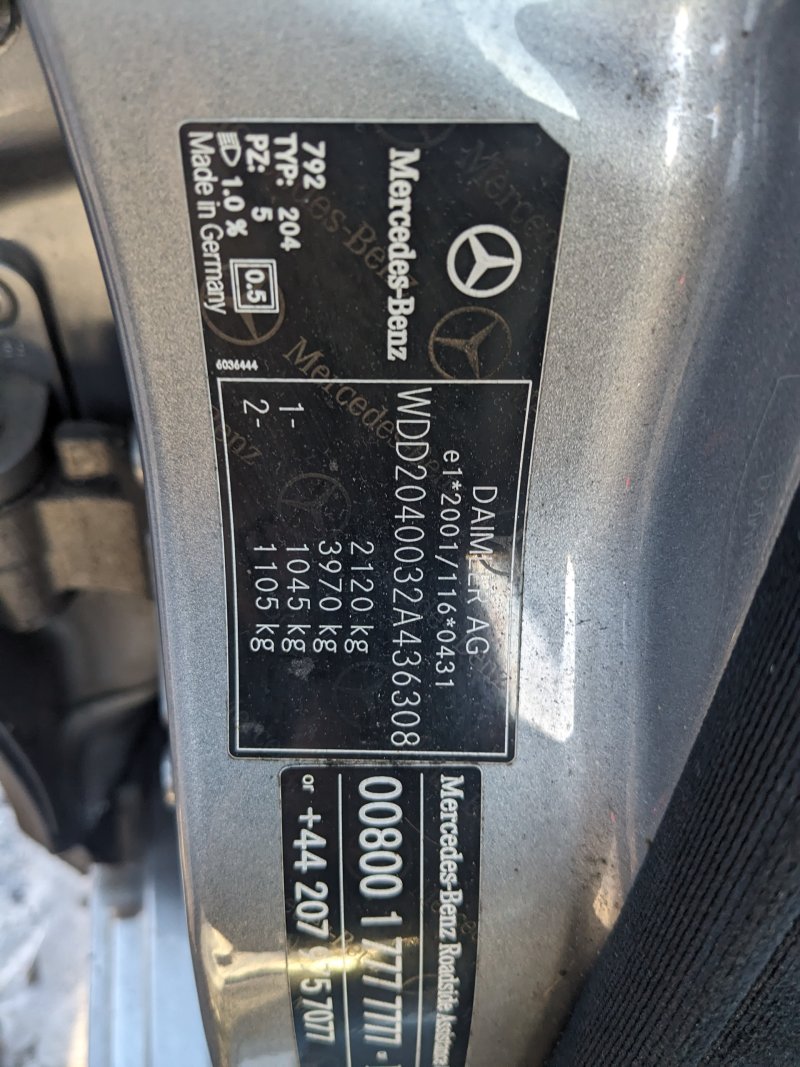 Mercedes-Benz
792
TYP: 204
PZ: 5
1.0 % 0.5
Made in Germany
6036444
DAIMLER AG
e1*2001/116*0431
WDD2040032A436308
2120 kg
3970 kg
1- 1045 kg
2- 1105 kg
Mercedes-Benz Roadside Assistance
00800 1 777 7777
or +44 207 975 7077